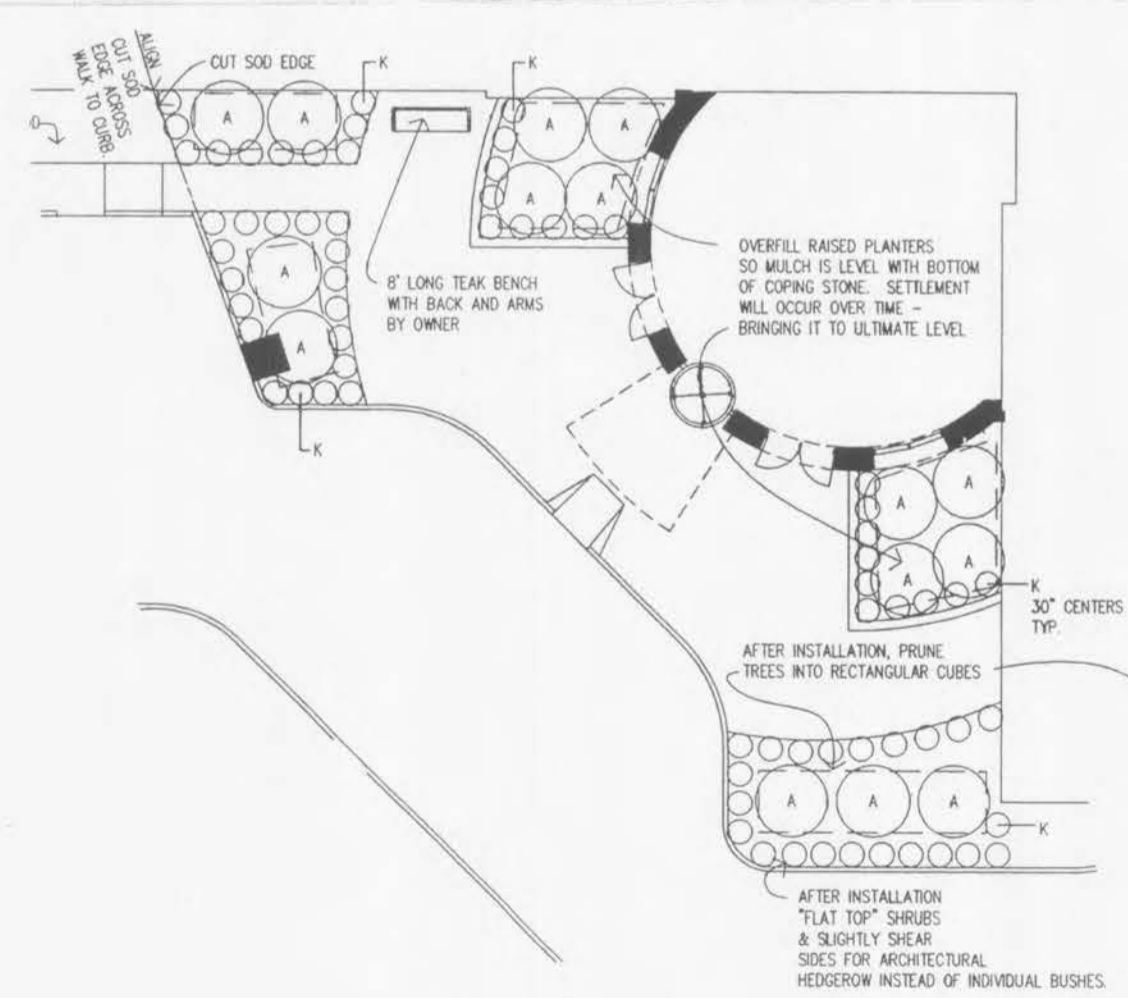 ALIGN
CUT SOD
EDGE ACROSS
WALK TO CURB.
CUT SOD EDGE
K
K
A
A
A
A
A
A
A
A
K
8' LONG TEAK BENCH
WITH BACK AND ARMS
BY OWNER
OVERFILL RAISED PLANTERS
SO MULCH IS LEVEL WITH BOTTOM
OF COPING STONE. SETTLEMENT
WILL OCCUR OVER TIME -
BRINGING IT TO ULTIMATE LEVEL
A
A
A
A
K
30" CENTERS
TYP.
AFTER INSTALLATION, PRUNE
TREES INTO RECTANGULAR CUBES
A
A
A
K
AFTER INSTALLATION
"FLAT TOP" SHRUBS
& SLIGHTLY SHEAR
SIDES FOR ARCHITECTURAL
HEDGEROW INSTEAD OF INDIVIDUAL BUSHES.